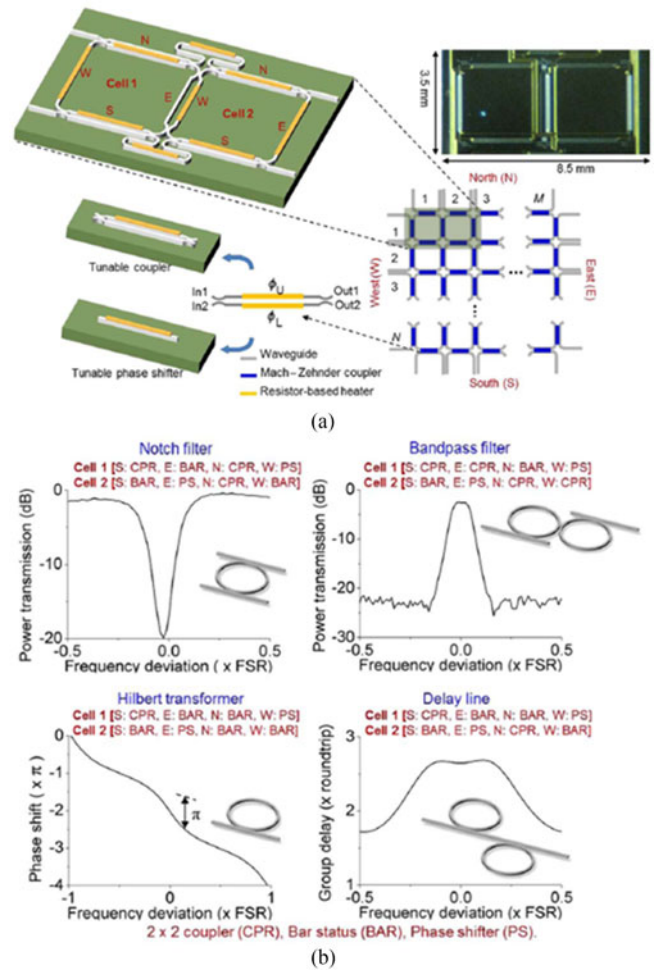 N
N
W
Cell 1
E
W
Cell 2
E
S
S
3.5 mm
8.5 mm
North (N)
1 2 3 M
1
2
3
N
West(W)
East(E)
South (S)
Tunable coupler
Tunable phase shifter
ϕU
In1 Out1
In2 Out2
ϕL
Waveguide
Mach–Zehnder coupler
Resistor-based heater
(a)
Notch filter
Cell 1 [S: CPR, E: BAR, N: CPR, W: PS]
Cell 2 [S: BAR, E: PS, N: CPR, W: BAR]
Power transmission (dB)
0
-10
-20
-0.5 0.0 0.5
Frequency deviation ( x FSR)
Bandpass filter
Cell 1 [S: CPR, E: CPR, N: BAR, W: PS]
Cell 2 [S: BAR, E: PS, N: CPR, W: CPR]
Power transmission (dB)
0
-10
-20
-30
-0.5 0.0 0.5
Frequency deviation (x FSR)
Hilbert transformer
Cell 1 [S: CPR, E: BAR, N: BAR, W: PS]
Cell 2 [S: BAR, E: PS, N: BAR, W: BAR]
Phase shift ( x π)
0
-1
-2
-3
-4
π
-1 0 1
Frequency deviation (x FSR)
Delay line
Cell 1 [S: CPR, E: BAR, N: BAR, W: PS]
Cell 2 [S: BAR, E: PS, N: CPR, W: BAR]
Group delay (x roundtrip)
3
2
1
-0.5 0.0 0.5
Frequency deviation (x FSR)
2 x 2 coupler (CPR), Bar status (BAR), Phase shifter (PS).
(b)